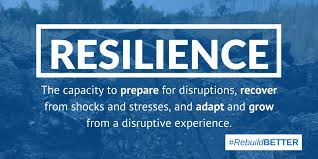 RESILIENCE
The capacity to prepare for disruptions, recover
from shocks and stresses, and adapt and grow
from a disruptive experience.
#RebuildBETTER